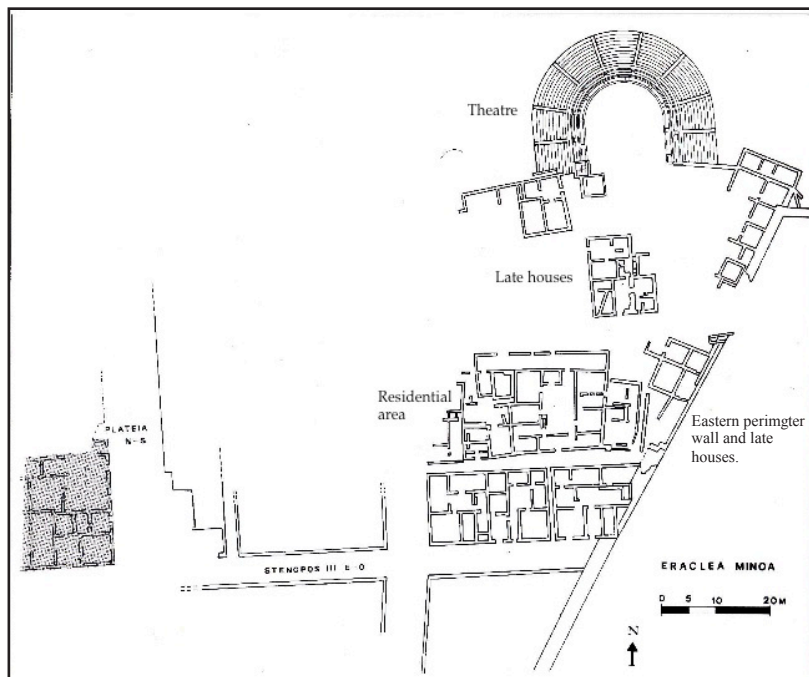 Theatre
Late houses
Residential
area
PLATEIA
N-S
Eastern perimgter
wall and late
houses.
STENOPOS III E-O
ERACLEA MINOA
0 5 10 20M
N